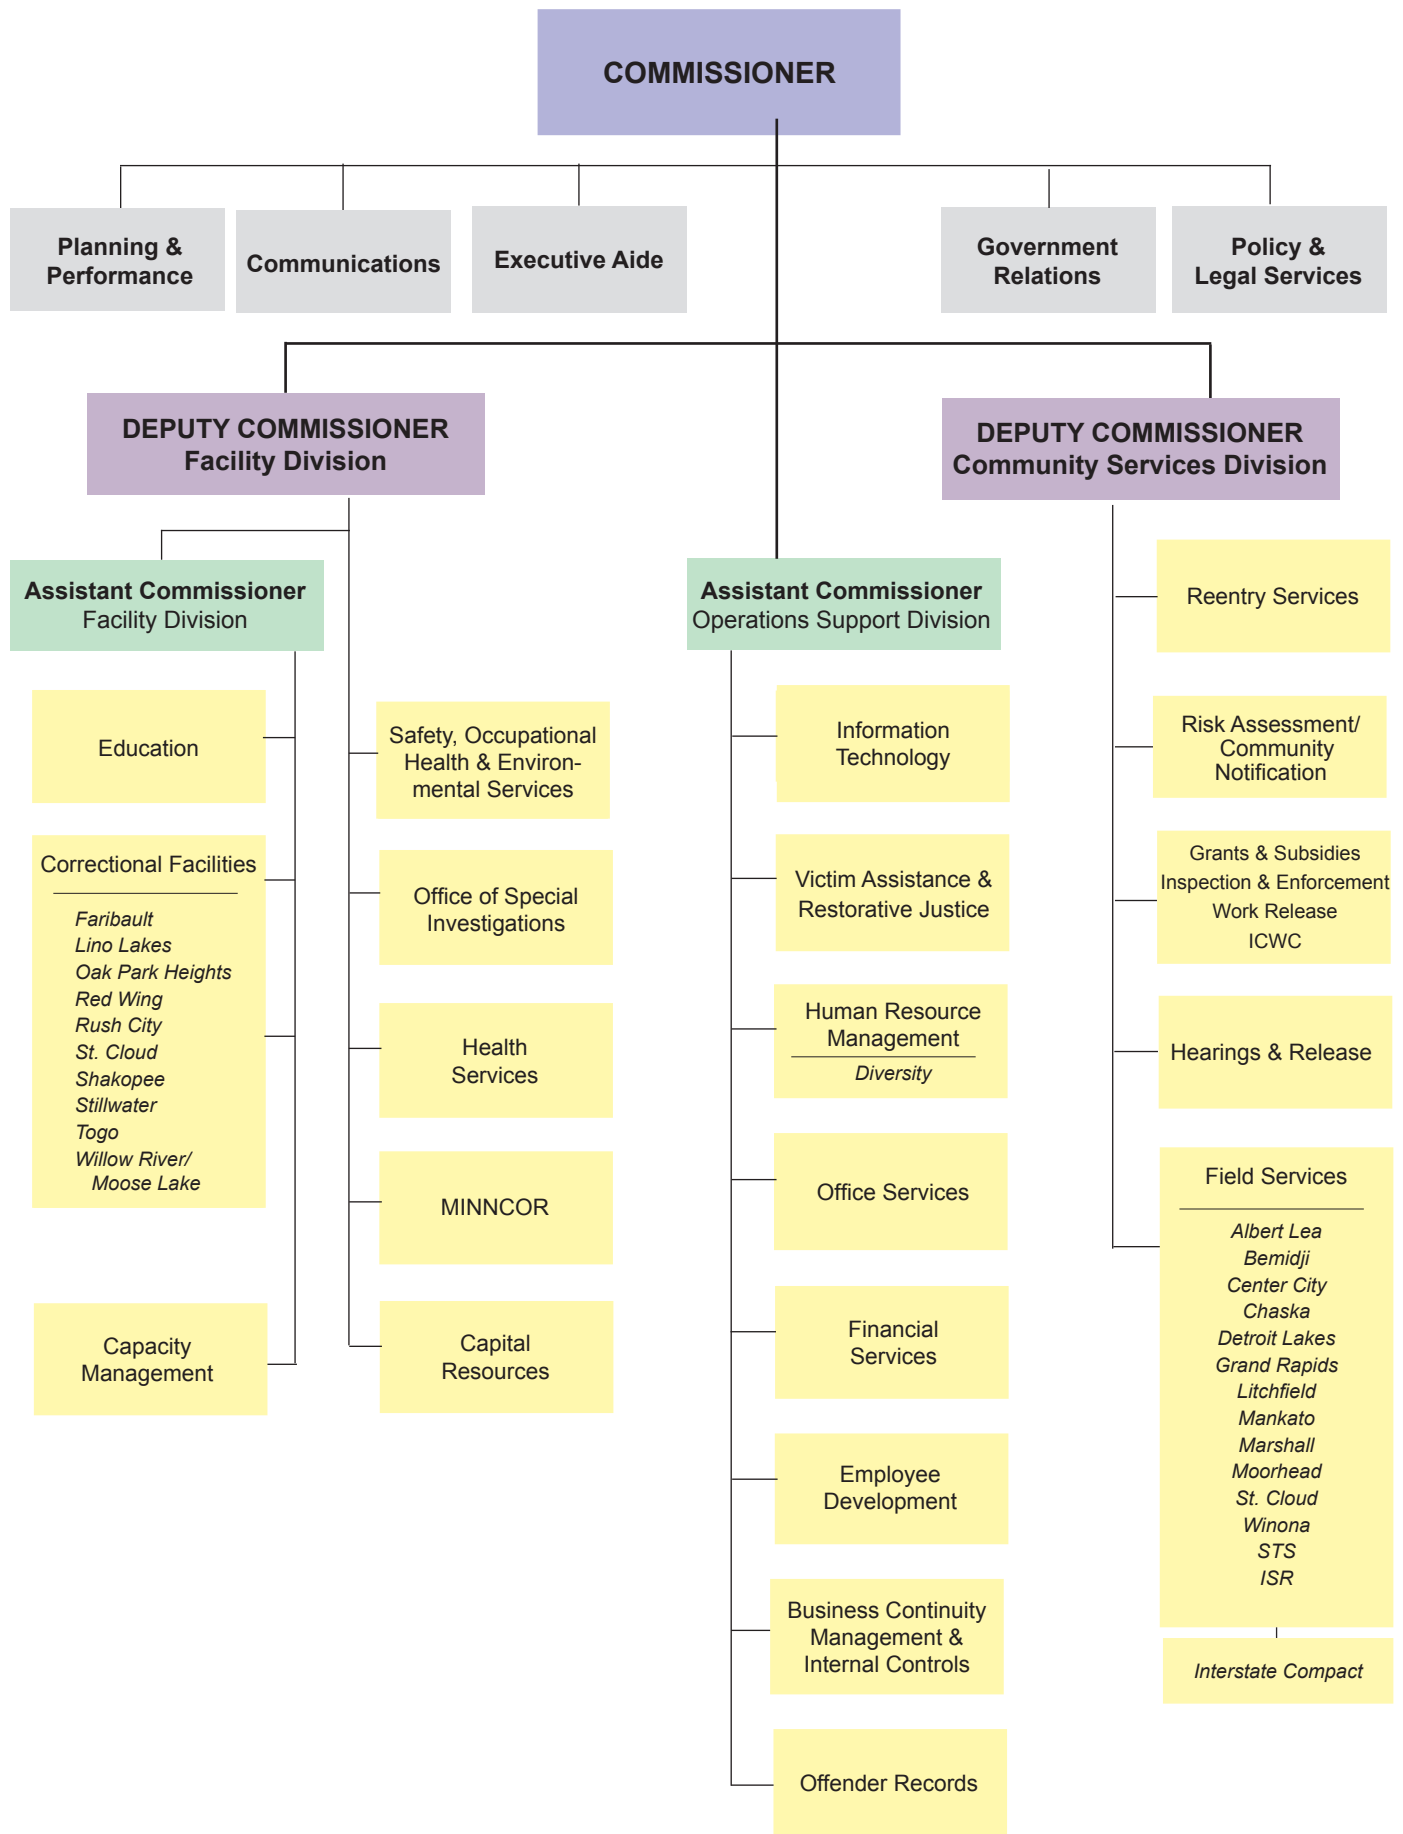 COMMISSIONER
Planning &
Performance
Communications
Executive Aide
Government
Relations
Policy &
Legal Services
DEPUTY COMMISSIONER
Facility Division
DEPUTY COMMISSIONER
Community Services Division
Assistant Commissioner
Facility Division
Education
Correctional Facilities
Faribault
Lino Lakes
Oak Park Heights
Red Wing
Rush City
St. Cloud
Shakopee
Stillwater
Togo
Willow River/
Moose Lake
Capacity
Management
Safety, Occupational
Health & Environ-
mental Services
Office of Special
Investigations
Health
Services
MINNCOR
Capital
Resources
Assistant Commissioner
Operations Support Division
Information
Technology
Victim Assistance &
Restorative Justice
Human Resource
Management
Diversity
Office Services
Financial
Services
Employee
Development
Business Continuity
Management &
Internal Controls
Offender Records
Reentry Services
Risk Assessment/
Community
Notification
Grants & Subsidies
Inspection & Enforcement
Work Release
ICWC
Hearings & Release
Field Services
Albert Lea
Bemidji
Center City
Chaska
Detroit Lakes
Grand Rapids
Litchfield
Mankato
Marshall
Moorhead
St. Cloud
Winona
STS
ISR
Interstate Compact